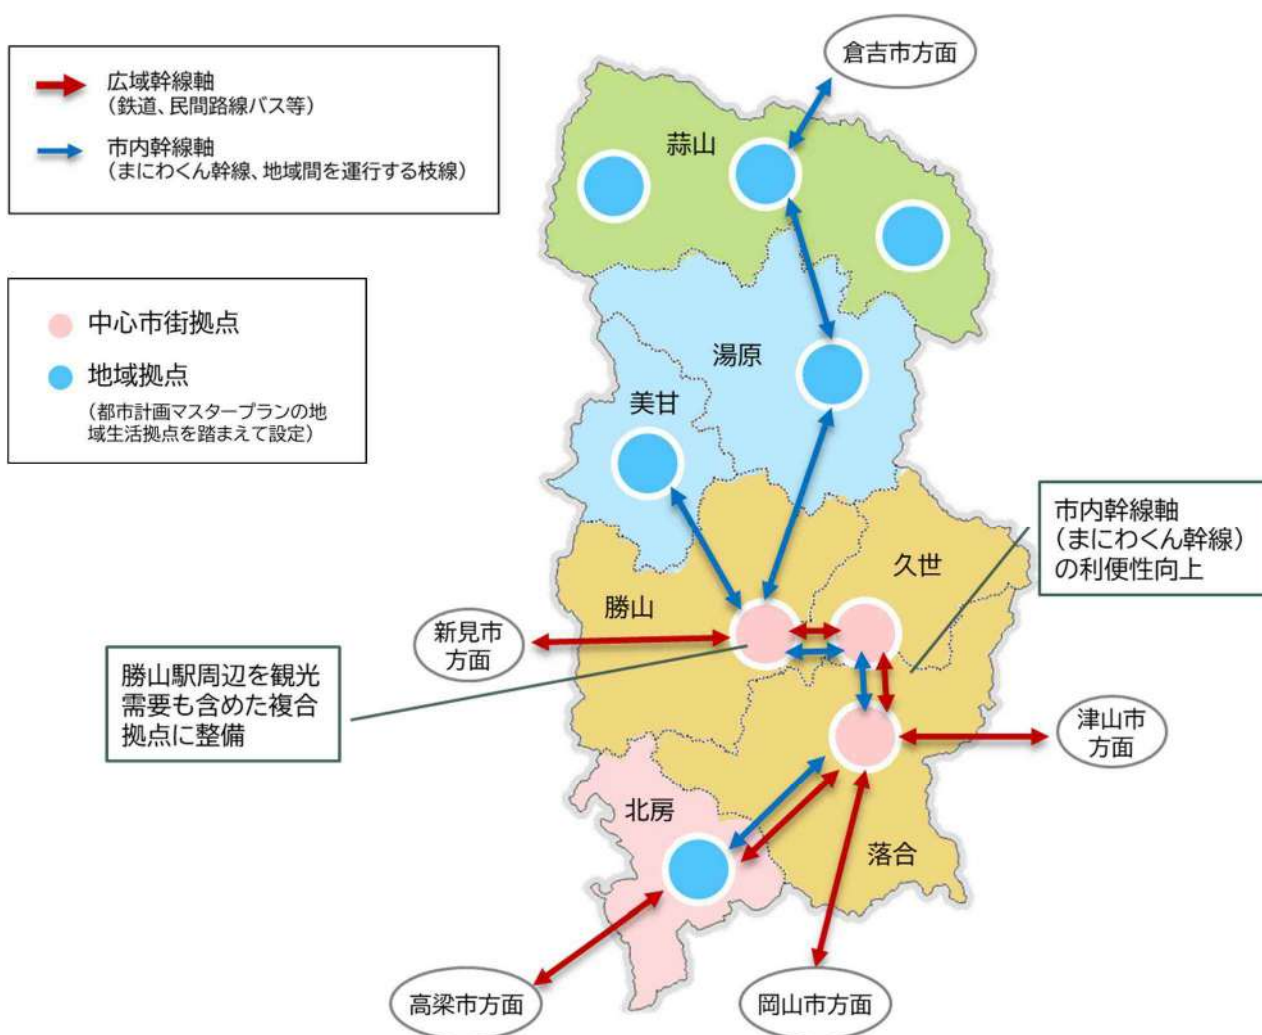 広域幹線軸
（鉄道、民間路線バス等）
市内幹線軸
（まにわくん幹線、地域間を運行する枝線）
中心市街拠点
地域拠点
（都市計画マスタープランの地
域生活拠点を踏まえて設定）
倉吉市方面
蒜山
湯原
美甘
久世
勝山
市内幹線軸
（まにわくん幹線）
の利便性向上
新見市
方面
勝山駅周辺を観光
需要も含めた複合
拠点に整備
津山市
方面
北房
落合
高梁市方面
岡山市方面